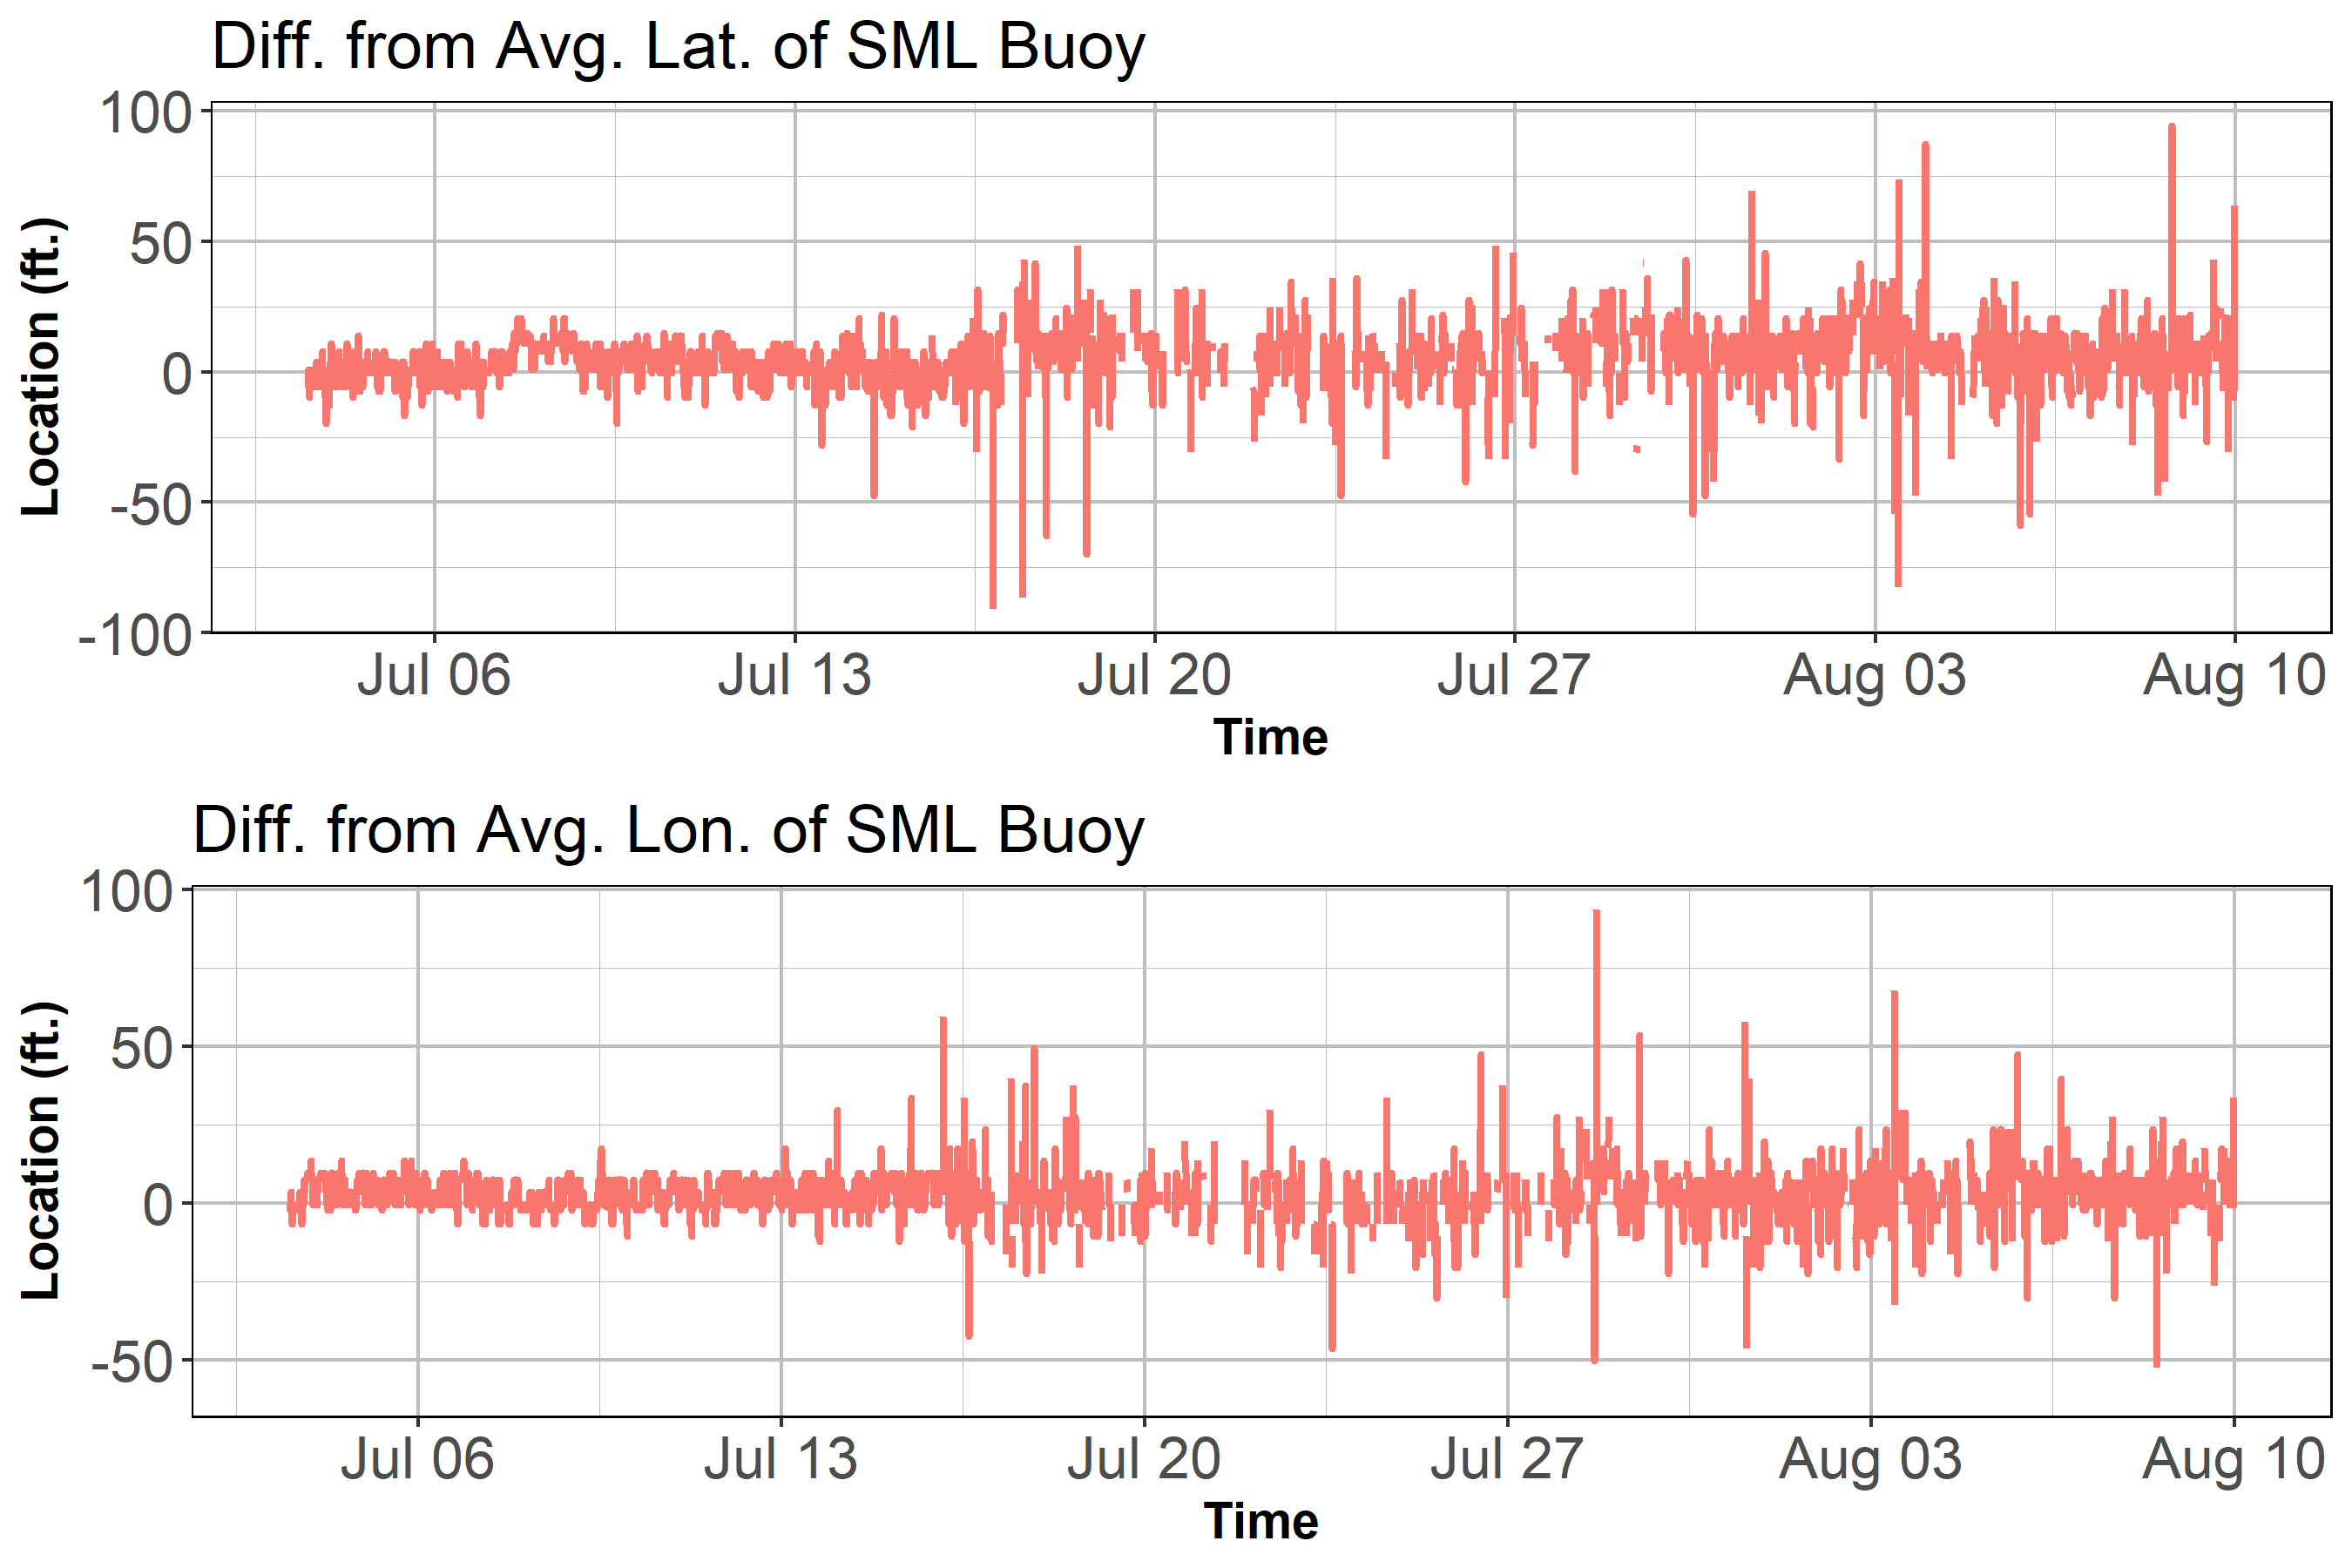 Diff. from Avg. Lat. of SML Buoy
100
50
0
-50
-100
Location (ft.)
Jul 06 Jul 13 Jul 20 Jul 27 Aug 03 Aug 10
Time
Diff. from Avg. Lon. of SML Buoy
100
50
0
-50
Location (ft.)
Jul 06 Jul 13 Jul 20 Jul 27 Aug 03 Aug 10
Time